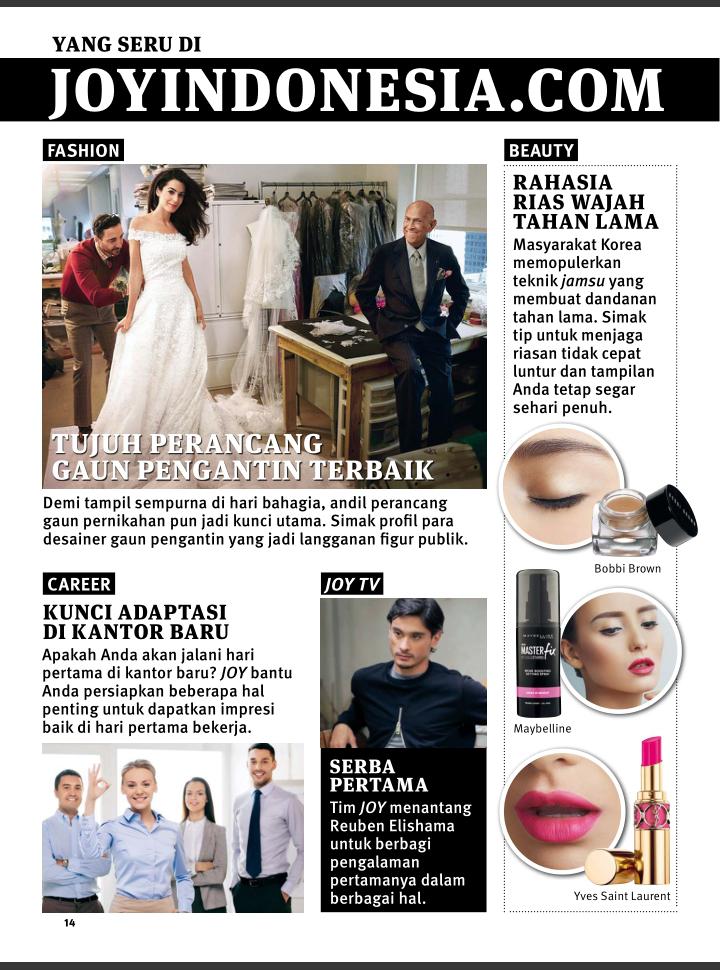 YANG SERU DI
JOYINDONESIA.COM
FASHION
TUJUH PERANCANG
GAUN PENGANTIN TERBAIK
Demi tampil sempurna di hari bahagia, andil perancang
gaun pernikahan pun jadi kunci utama. Simak profil para
desainer gaun pengantin yang jadi langganan figur publik.
CAREER
KUNCI ADAPTASI
DI KANTOR BARU
Apakah Anda akan jalani hari
pertama di kantor baru? JOY bantu
Anda persiapkan beberapa hal
penting untuk dapatkan impresi
baik di hari pertama bekerja.
JOY TV
SERBA
PERTAMA
Tim JOY menantang
Reuben Elishama
untuk berbagi
pengalaman
pertamanya dalam
berbagai hal.
BEAUTY
RAHASIA
RIAS WAJAH
TAHAN LAMA
Masyarakat Korea
memopulerkan
teknik jamsu yang
membuat dandanan
tahan lama. Simak
tip untuk menjaga
riasan tidak cepat
luntur dan tampilan
Anda tetap segar
sehari penuh.
Bobbi Brown
MAYBELLINE
MASTER fix
Maybelline
Yves Saint Laurent
14